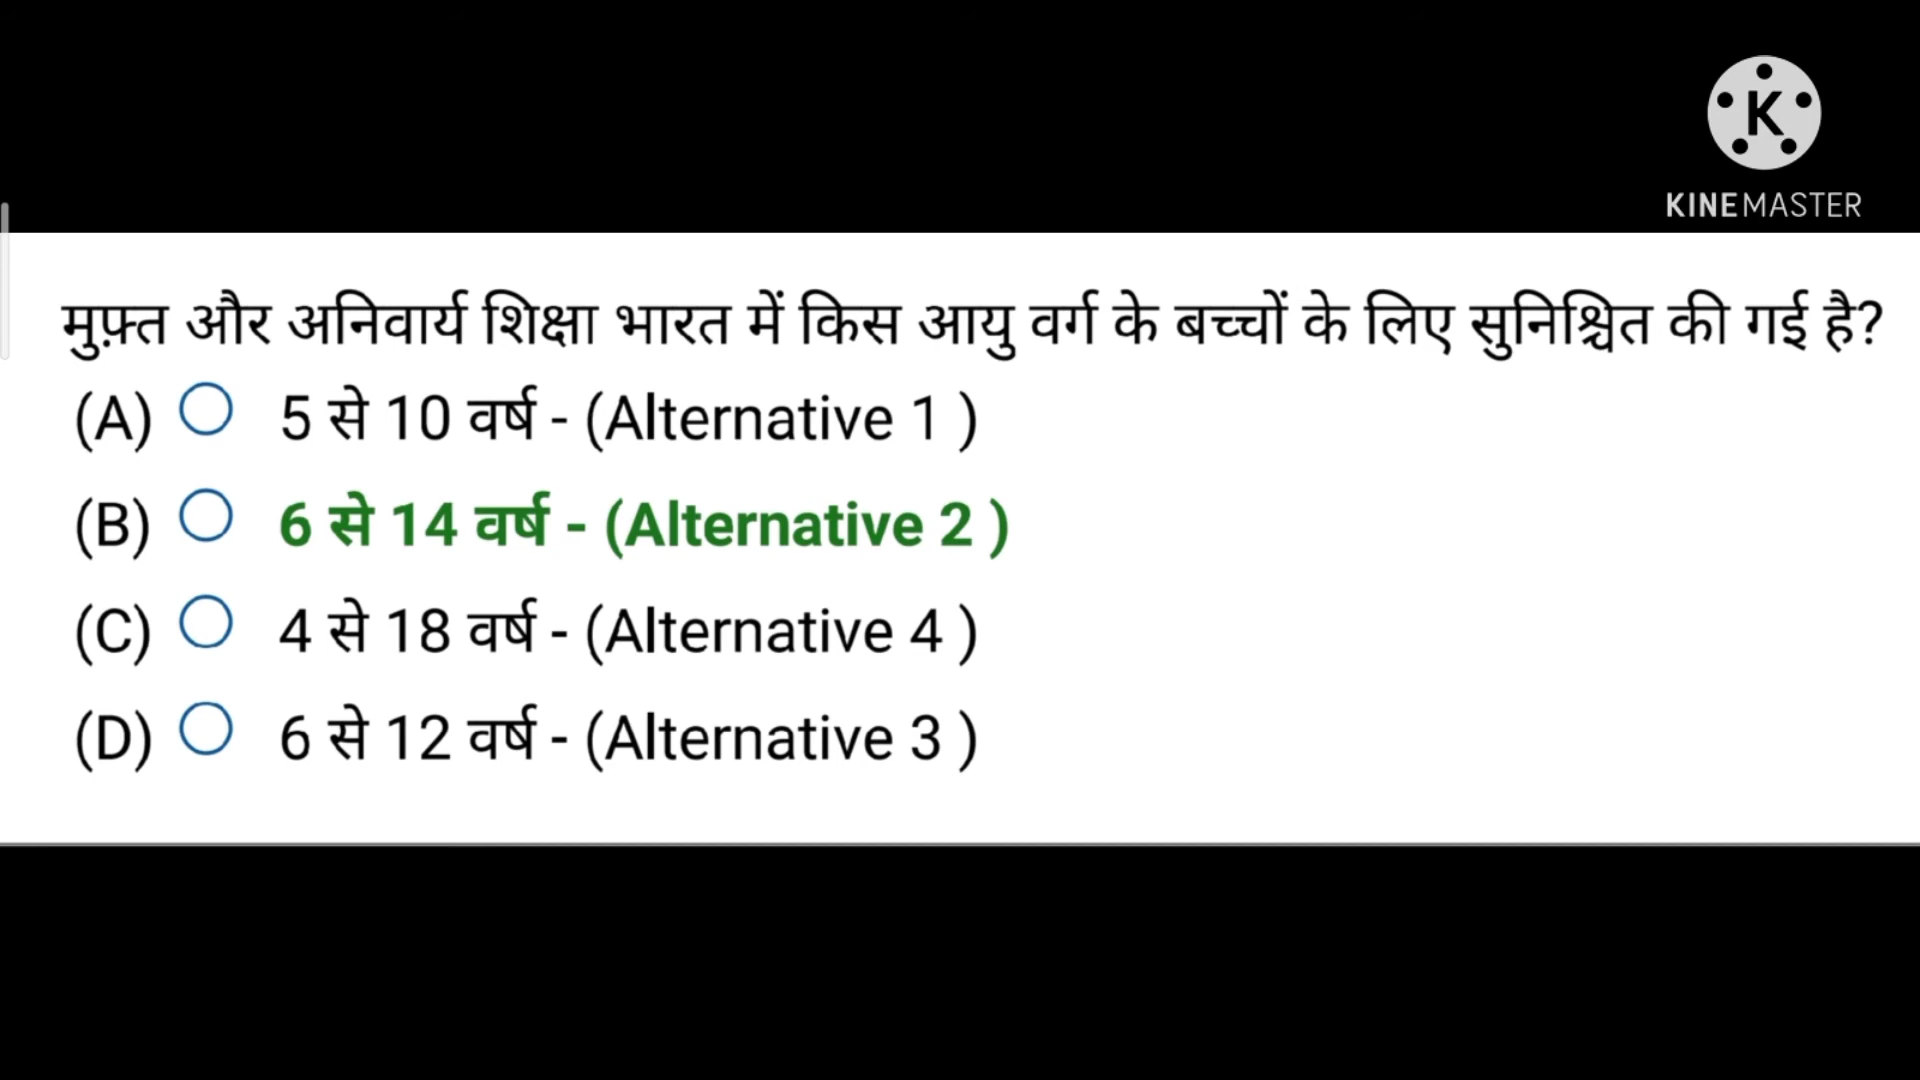 K
KINEMASTER
मुफ़्त और अनिवार्य शिक्षा भारत में किस आयु वर्ग के बच्चों के लिए सुनिश्चित की गई है?
(A) 5 से 10 वर्ष - (Alternative 1 )
(B) 6 से 14 वर्ष - (Alternative 2 )
(C) 4 से 18 वर्ष - (Alternative 4 )
(D) 6 से 12 वर्ष - (Alternative 3 )